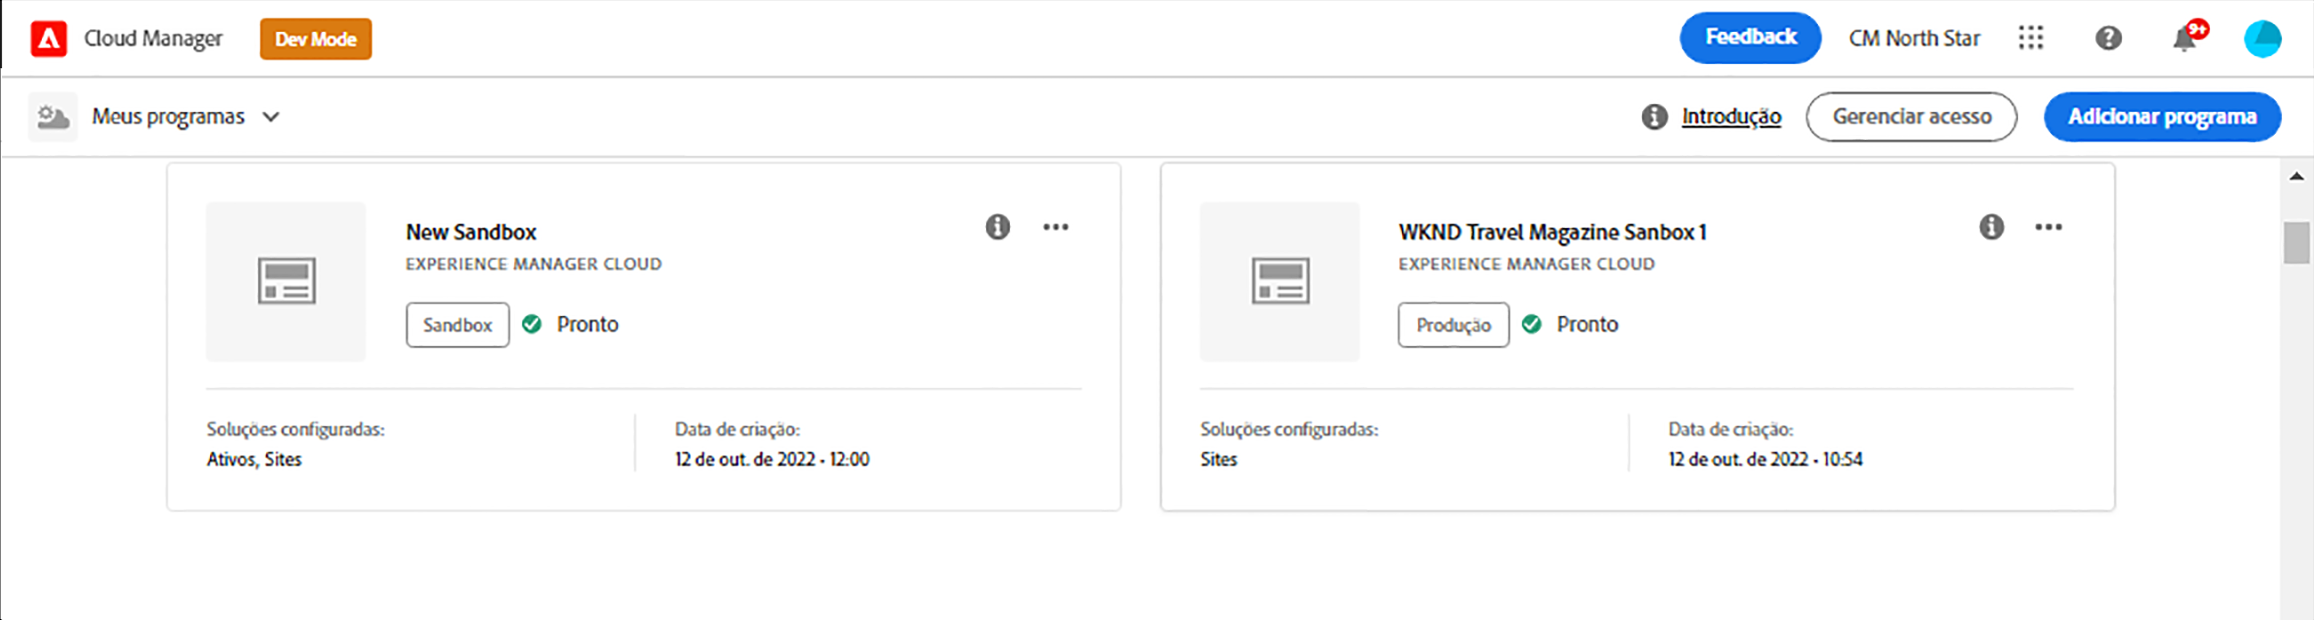 Cloud Manager
Dev Mode
Feedback
CM North Star
9+
Meus programas
Introdução
Gerenciar acesso
Adicionar programa
New Sandbox
EXPERIENCE MANAGER CLOUD
Sandbox
Pronto
Soluções configuradas:
Ativos, Sites
Data de criação:
12 de out. de 2022 - 12:00
WKND Travel Magazine Sanbox 1
EXPERIENCE MANAGER CLOUD
Produção
Pronto
Soluções configuradas:
Sites
Data de criação:
12 de out. de 2022 - 10:54